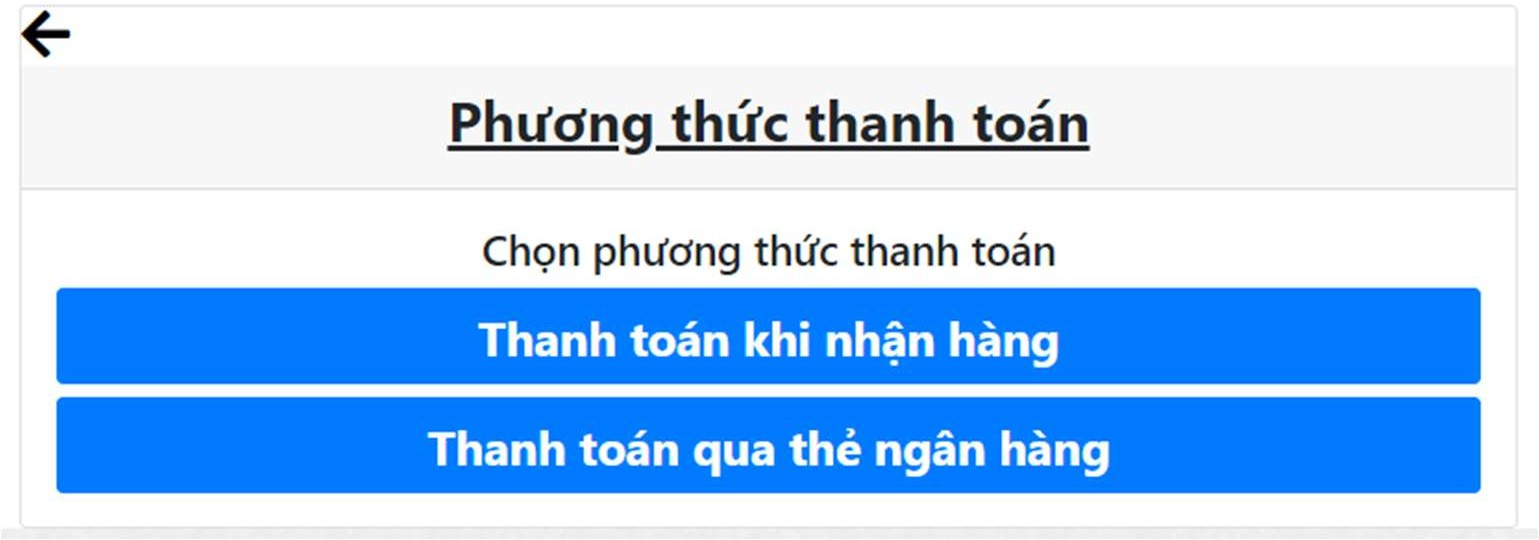 Phương thức thanh toán
Chọn phương thức thanh toán
Thanh toán khi nhận hàng
Thanh toán qua thẻ ngân hàng